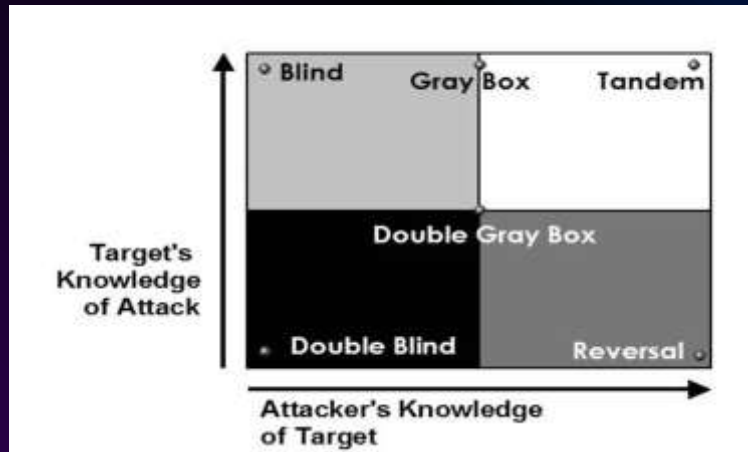 Blind
Gray Box
Tandem
Double Gray Box
Target's
Knowledge
of Attack
Double Blind
Reversal
Attacker's Knowledge
of Target